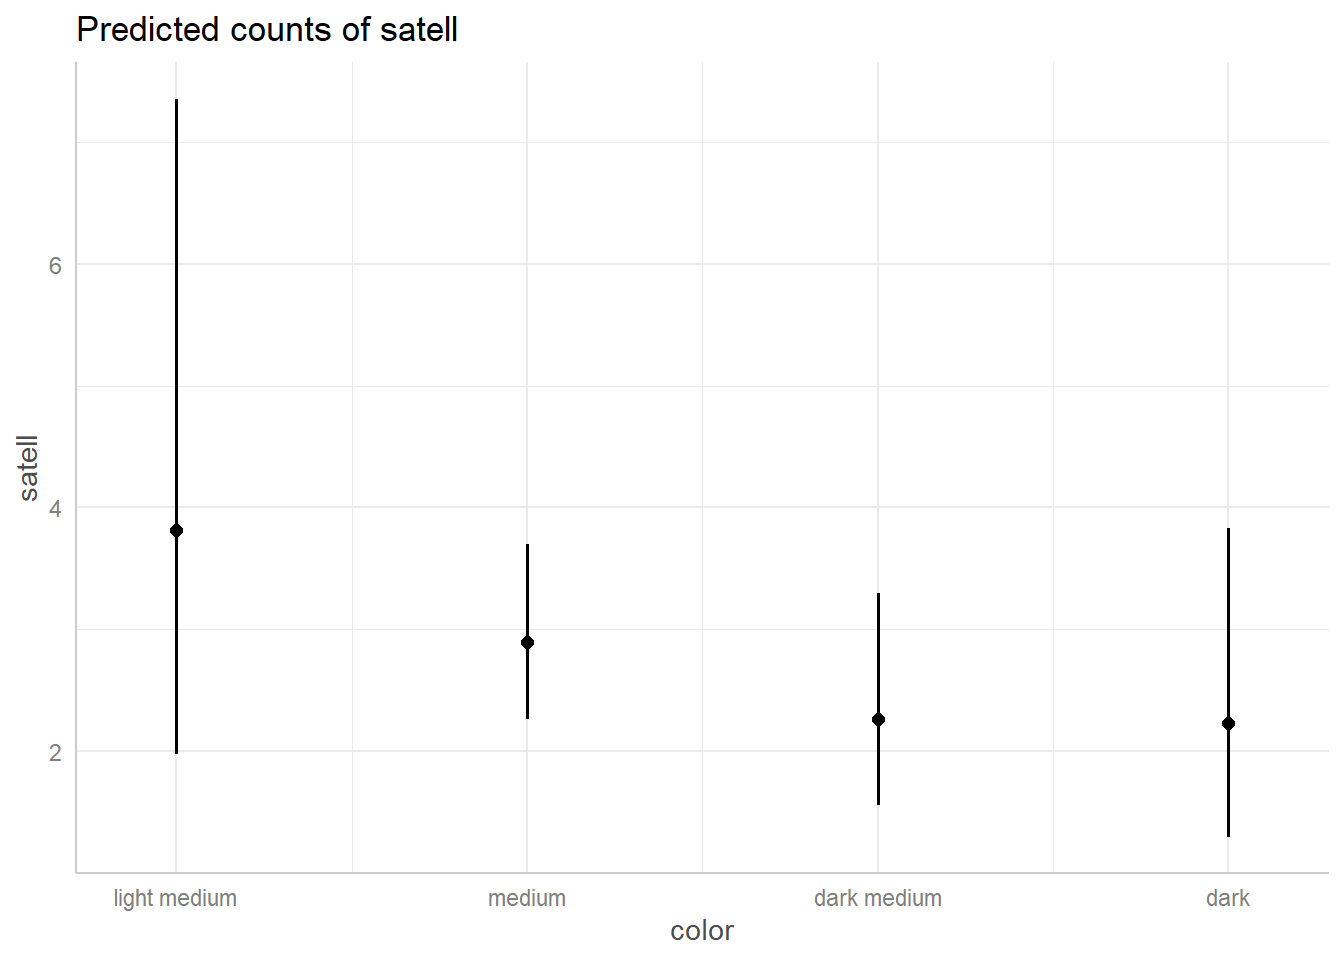 Predicted counts of satell
satell
6
4
2
light medium
medium
dark medium
dark
color